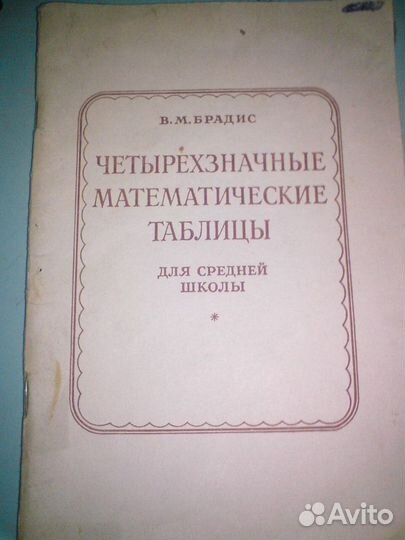 В. М. БРАДИС
ЧЕТЫРЕХЗНАЧНЫЕ
МАТЕМАТИЧЕСКИЕ
ТАБЛИЦЫ
ДЛЯ СРЕДНЕЙ
ШКОЛЫ
*
Avito